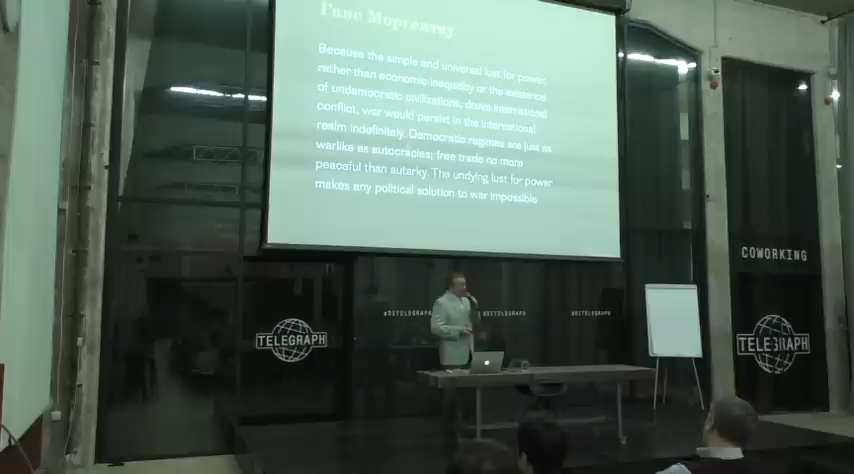 Ганс Моргентау
Because the simple and universal lust for power,
rather than economic inequality or the existence
of undemocratic civilizations, drove international
conflict, war would persist in the international
realm indefinitely. Democratic regimes are just as
warlike as autocracies; free trade no more
peaceful than autarky. The undying lust for power
makes any political solution to war impossible
COWORKING
TELEGRAPH
#DITELEGRAPH
#DITELEGRAPH
#DITELEGRAPH
TELEGRAPH